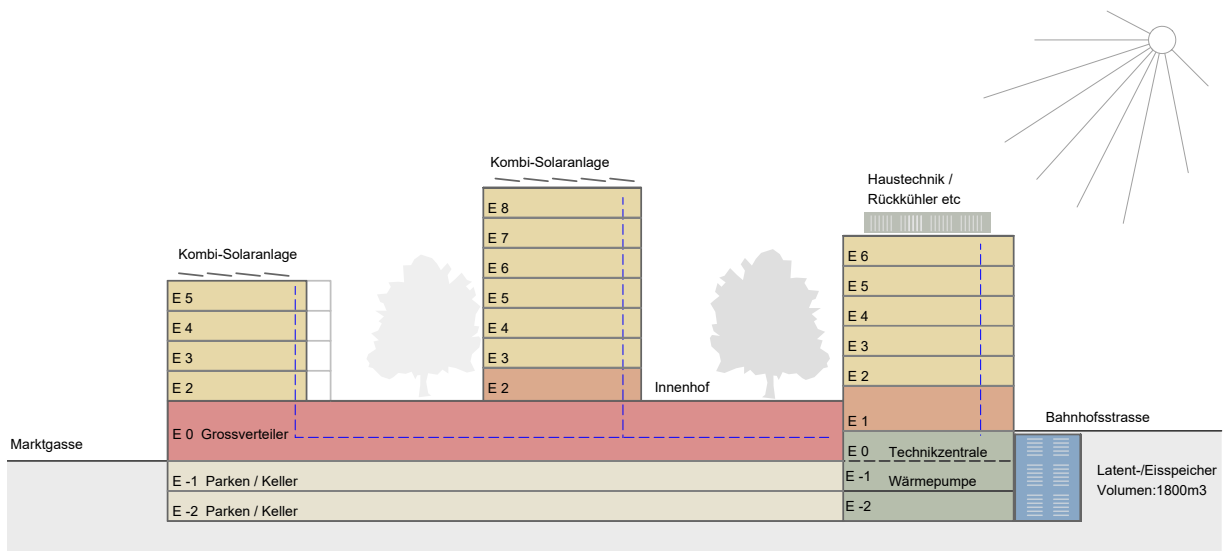 Kombi-Solaranlage
Haustechnik /
Rückkühler etc
Kombi-Solaranlage
E 5
E 4
E 3
E 2
E 8
E 7
E 6
E 5
E 4
E 3
E 2
Innenhof
E 6
E 5
E 4
E 3
E 2
E 1
Bahnhofsstrasse
Marktgasse
E 0 Grossverteiler
E -1 Parken / Keller
E -2 Parken / Keller
E 0 Technikzentrale
E -1 Wärmepumpe
E -2
Latent-/Eisspeicher
Volumen:1800m3